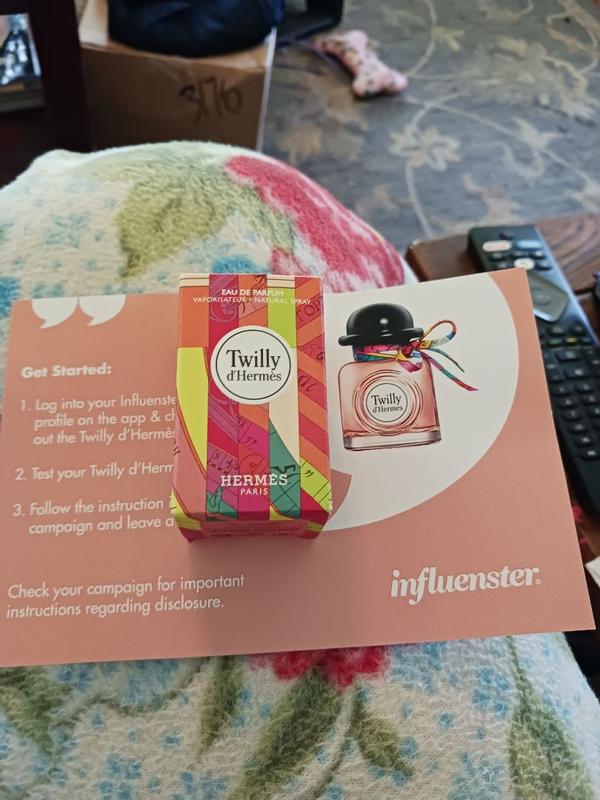 3176
EAU DE PARFUM
VAPORISATEUR • NATURAL SPRAY
Twilly
d'Hermès
HERMÈS
PARIS
Twilly
d'Hermès
Get Started:
1. Log into your Influenste
profile on the app & ch
out the Twilly d'Hermès
2. Test your Twilly d'Herm
3. Follow the instruction
campaign and leave a
Check your campaign for important
instructions regarding disclosure.
influenster